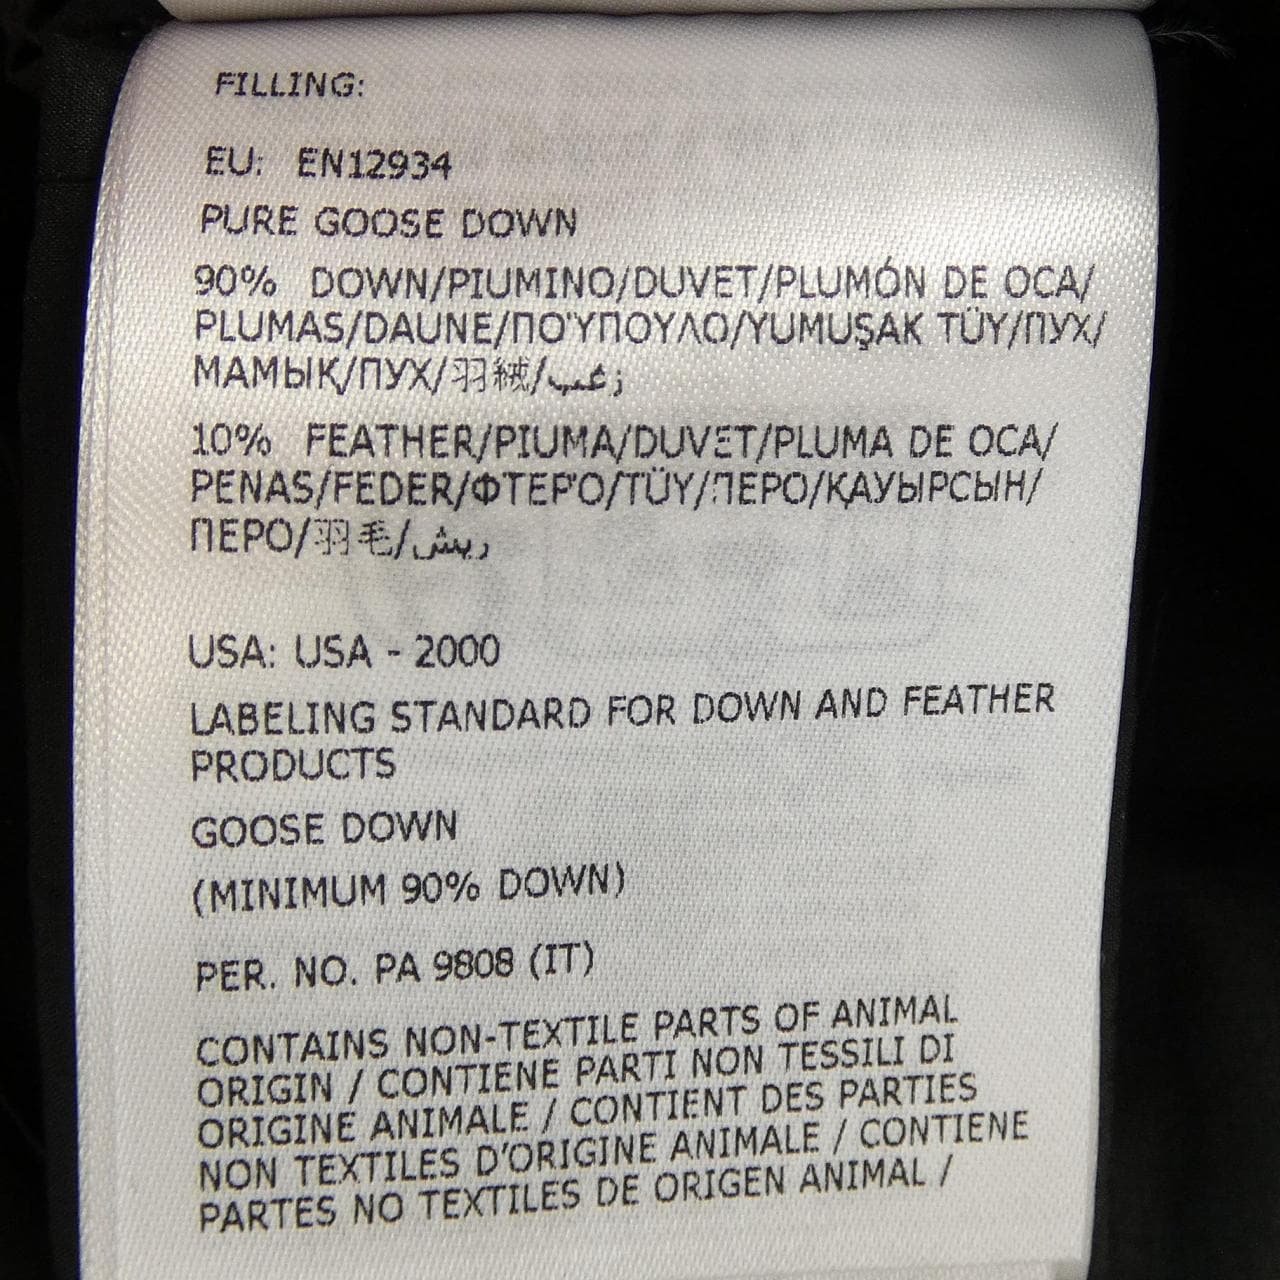 FILLING:
EU: EN12934
PURE GOOSE DOWN
90% DOWN/PIUMINO/DUVET/PLUMÓN DE OCA/
PLUMAS/DAUNE/ΠΟ'ΥΠΟΥΛΟ/YUMUŞAK TÜY/ПУХ/
МАМЫҚ/ПУХ/羽絨/زغب
10% FEATHER/PIUMA/DUVET/PLUMA DE OCA/
PENAS/FEDER/ΦΤΕΡ'Ο/TÜY/ПЕРО/ҚАУЫРСЫН/
ПЕРО/羽毛/ريش
USA: USA - 2000
LABELING STANDARD FOR DOWN AND FEATHER
PRODUCTS
GOOSE DOWN
(MINIMUM 90% DOWN)
PER. NO. PA 9808 (IT)
CONTAINS NON-TEXTILE PARTS OF ANIMAL
ORIGIN / CONTIENE PARTI NON TESSILI DI
ORIGINE ANIMALE / CONTIENT DES PARTIES
NON TEXTILES D'ORIGINE ANIMALE / CONTIENE
PARTES NO TEXTILES DE ORIGEN ANIMAL /